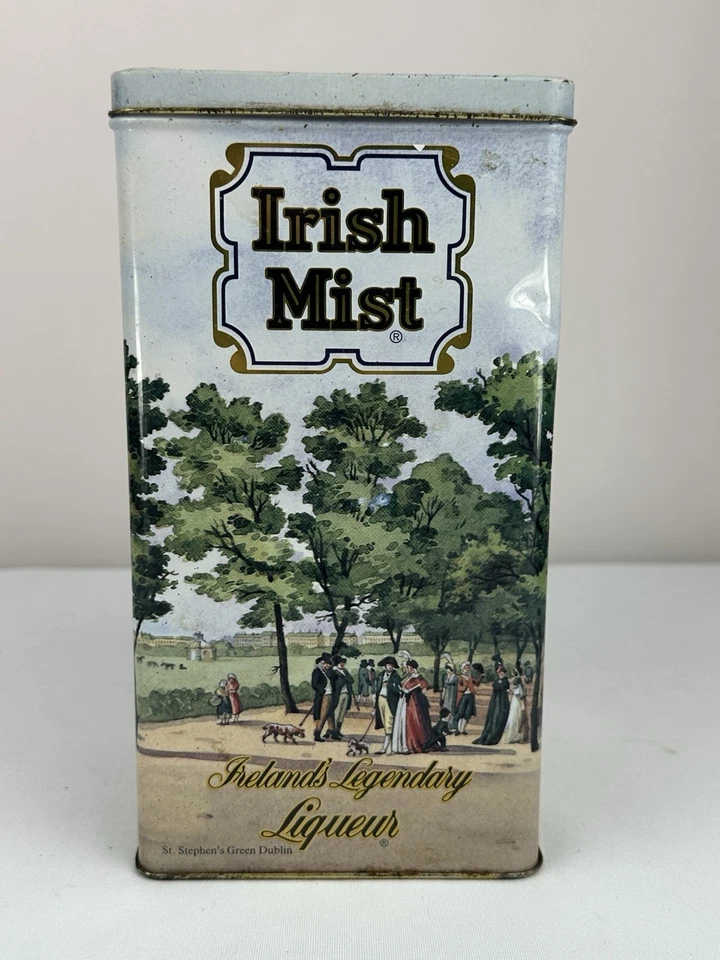 Irish
Mist®
Ireland's Legendary
Liqueur®
St. Stephen's Green Dublin